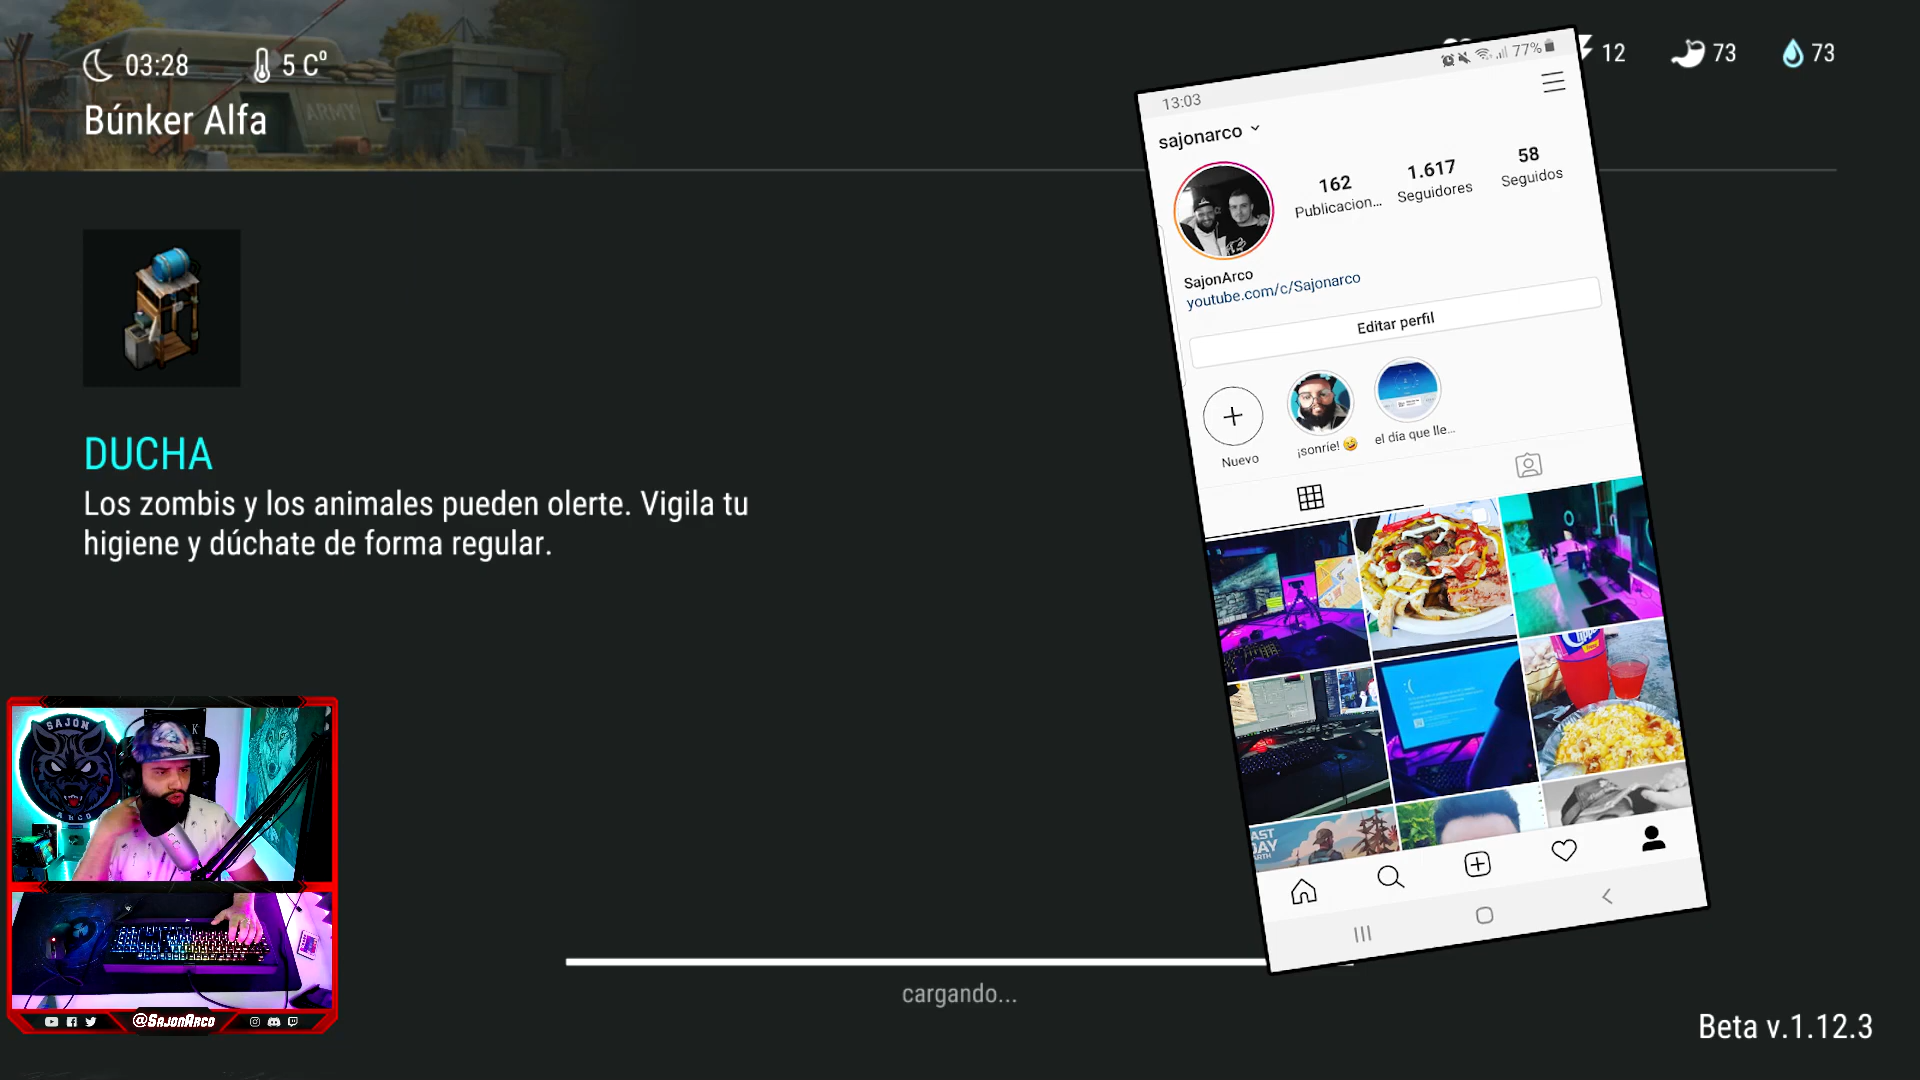 03:28
5 Cº
Búnker Alfa
ARMY
12
73
73
13:03
77%
sajonarco
162
Publicacion...
1.617
Seguidores
58
Seguidos
SajonArco
youtube.com/c/Sajonarco
Editar perfil
Nuevo
¡sonríe! 🤣
el día que lle...
DUCHA
Los zombis y los animales pueden olerte. Vigila tu
higiene y dúchate de forma regular.
:(
SAJON
ARCO
@SajonArco
cargando...
Beta v.1.12.3